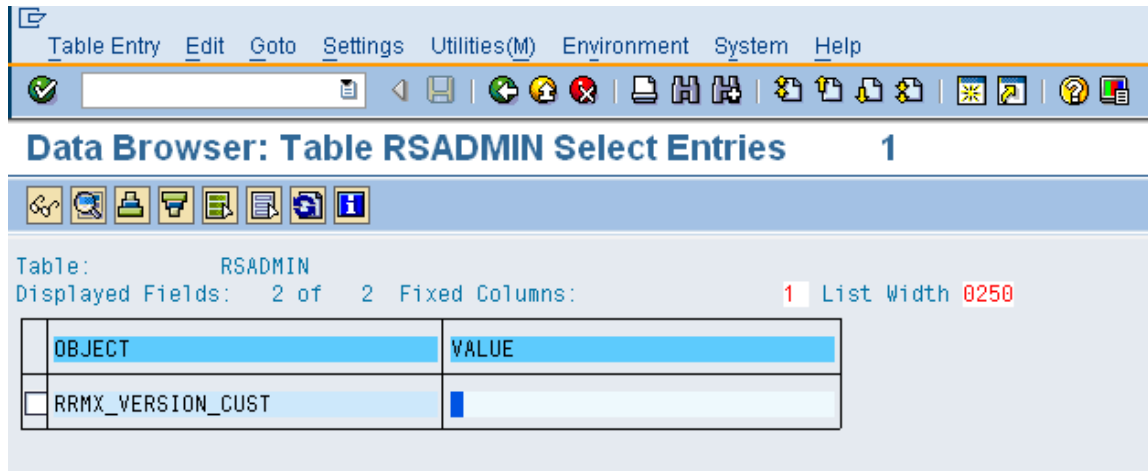 Table Entry Edit Goto Settings Utilities(M) Environment System Help
Data Browser: Table RSADMIN Select Entries 1
Table: RSADMIN
Displayed Fields: 2 of 2 Fixed Columns: 1 List Width 0250
OBJECT VALUE
RRMX_VERSION_CUST